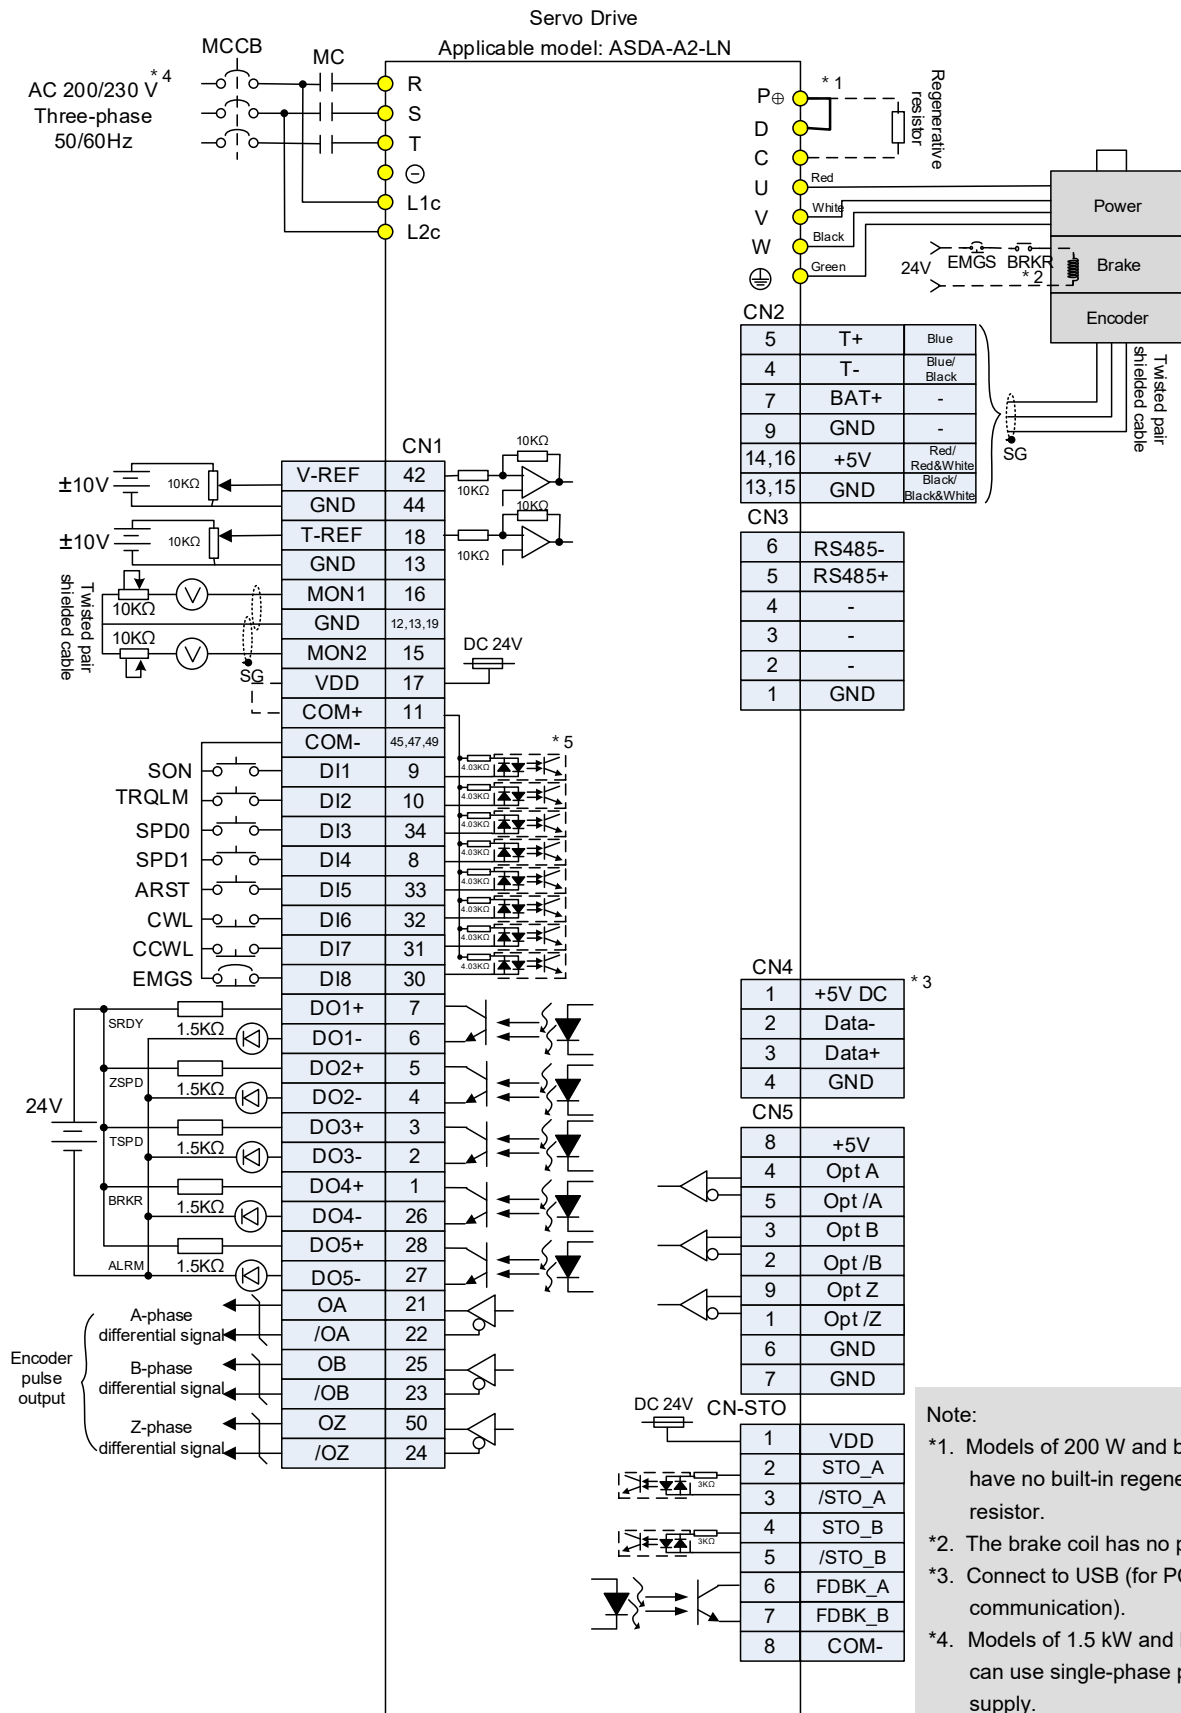 Servo Drive
Applicable model: ASDA-A2-LN
MCCB
MC
AC 200/230 V *4
Three-phase
50/60Hz
R
S
T
⊖
L1c
L2c
P⊕
D
C
U
V
W
* 1
Regenerative
resistor
Red
White
Black
Green
Power
24V
EMGS
BRKR
* 2
Brake
Encoder
Twisted pair
shielded cable
SG
CN2
5 T+ Blue
4 T- Blue/
Black
7 BAT+ -
9 GND -
14,16 +5V Red/
Red&White
13,15 GND Black/
Black&White
CN3
6 RS485-
5 RS485+
4 -
3 -
2 -
1 GND
CN1
±10V 10KΩ V-REF 42 10KΩ 10KΩ
GND 44
±10V 10KΩ T-REF 18 10KΩ 10KΩ
GND 13
Twisted pair
shielded cable
10KΩ V MON1 16
GND 12,13,19
10KΩ V MON2 15
SG
DC 24V
VDD 17
COM+ 11
COM- 45,47,49
* 5
SON DI1 9 4.03KΩ
TRQLM DI2 10 4.03KΩ
SPD0 DI3 34 4.03KΩ
SPD1 DI4 8 4.03KΩ
ARST DI5 33 4.03KΩ
CWL DI6 32 4.03KΩ
CCWL DI7 31 4.03KΩ
EMGS DI8 30 4.03KΩ
24V
SRDY 1.5KΩ DO1+ 7
DO1- 6
ZSPD 1.5KΩ DO2+ 5
DO2- 4
TSPD 1.5KΩ DO3+ 3
DO3- 2
BRKR 1.5KΩ DO4+ 1
DO4- 26
ALRM 1.5KΩ DO5+ 28
DO5- 27
Encoder
pulse
output
A-phase
differential signal
OA 21
/OA 22
B-phase
differential signal
OB 25
/OB 23
Z-phase
differential signal
OZ 50
/OZ 24
CN4
* 3
1 +5V DC
2 Data-
3 Data+
4 GND
CN5
8 +5V
4 Opt A
5 Opt /A
3 Opt B
2 Opt /B
9 Opt Z
1 Opt /Z
6 GND
7 GND
DC 24V
CN-STO
1 VDD
2 STO_A
3KΩ
3 /STO_A
4 STO_B
3KΩ
5 /STO_B
6 FDBK_A
7 FDBK_B
8 COM-
Note:
*1. Models of 200 W and b
have no built-in regene
resistor.
*2. The brake coil has no p
*3. Connect to USB (for PC
communication).
*4. Models of 1.5 kW and
can use single-phase p
supply.